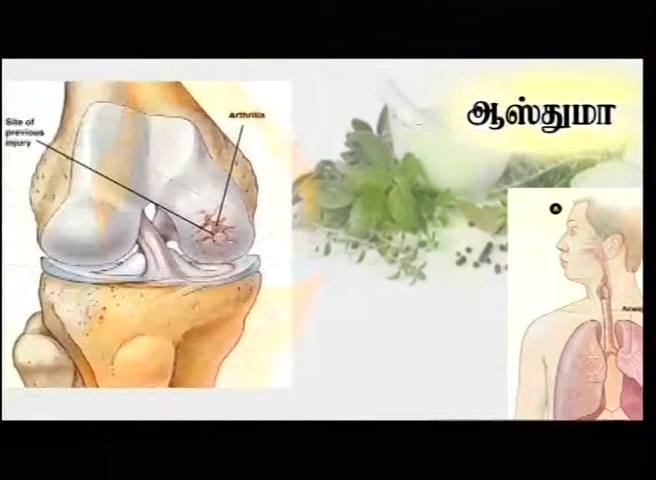 ஆஸ்துமா
Arthritis
Site of
previous
injury
A